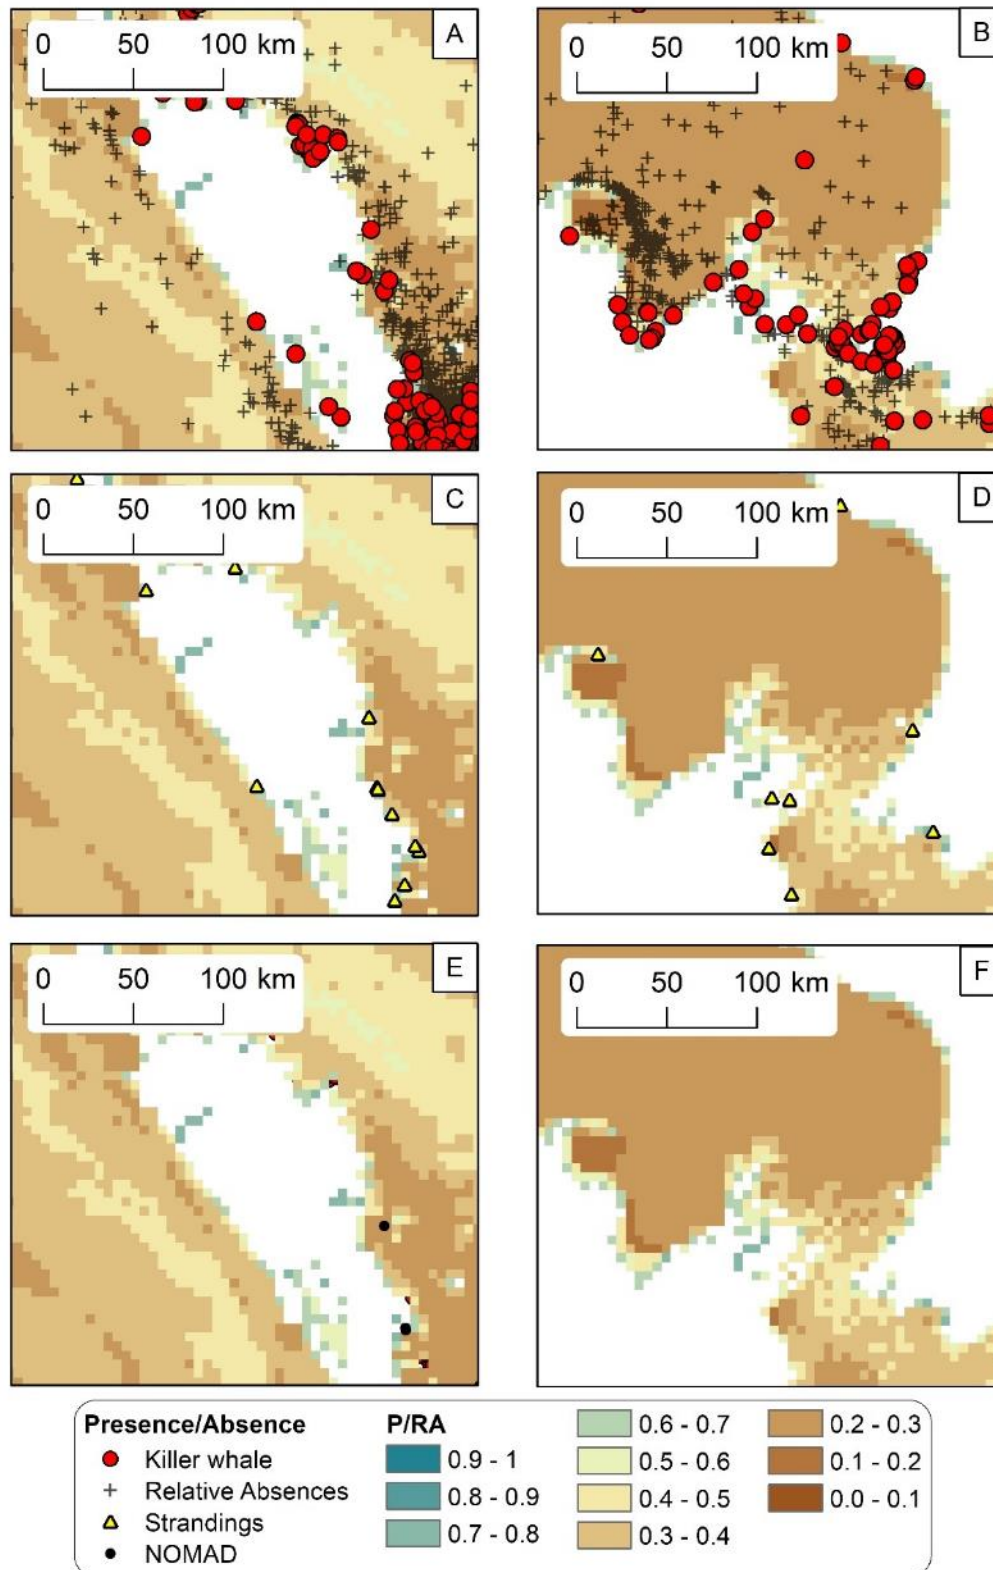 A
0 50 100 km
B
0 50 100 km
C
0 50 100 km
D
0 50 100 km
E
0 50 100 km
F
0 50 100 km
Presence/Absence
Killer whale
Relative Absences
Strandings
NOMAD
P/RA
0.9 - 1
0.8 - 0.9
0.7 - 0.8
0.6 - 0.7
0.5 - 0.6
0.4 - 0.5
0.3 - 0.4
0.2 - 0.3
0.1 - 0.2
0.0 - 0.1